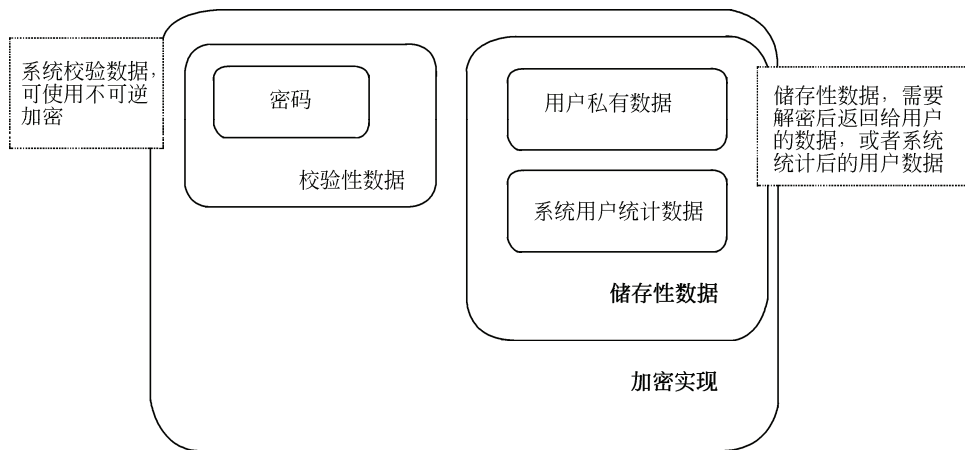 系统校验数据，
可使用不可逆
加密
密码
校验性数据
用户私有数据
系统用户统计数据
储存性数据
加密实现
储存性数据，需要
解密后返回给用户
的数据，或者系统
统计后的用户数据